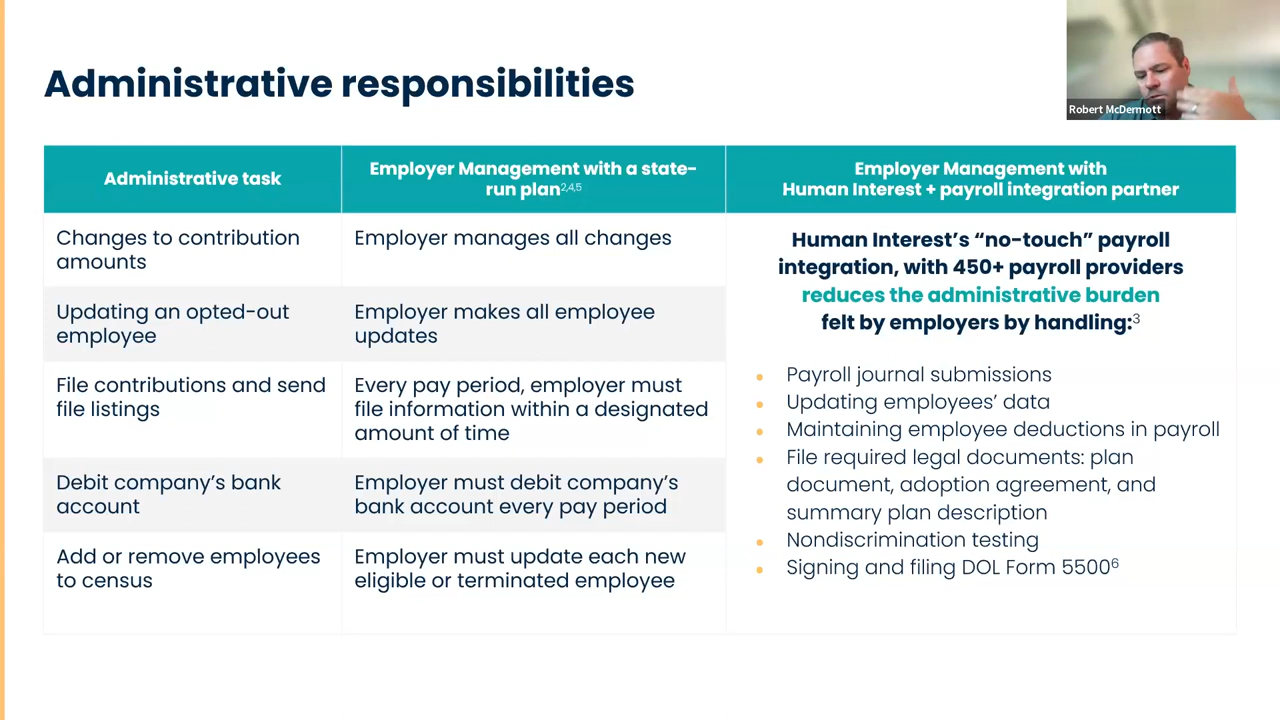 Administrative responsibilities
Robert McDermott
Administrative task
Employer Management with a state-
run plan2,4,5
Employer Management with
Human Interest + payroll integration partner
Changes to contribution
amounts
Employer manages all changes
Updating an opted-out
employee
Employer makes all employee
updates
File contributions and send
file listings
Every pay period, employer must
file information within a designated
amount of time
Debit company’s bank
account
Employer must debit company’s
bank account every pay period
Add or remove employees
to census
Employer must update each new
eligible or terminated employee
Human Interest’s “no-touch” payroll
integration, with 450+ payroll providers
reduces the administrative burden
felt by employers by handling:3
Payroll journal submissions
Updating employees’ data
Maintaining employee deductions in payroll
File required legal documents: plan
document, adoption agreement, and
summary plan description
Nondiscrimination testing
Signing and filing DOL Form 55006